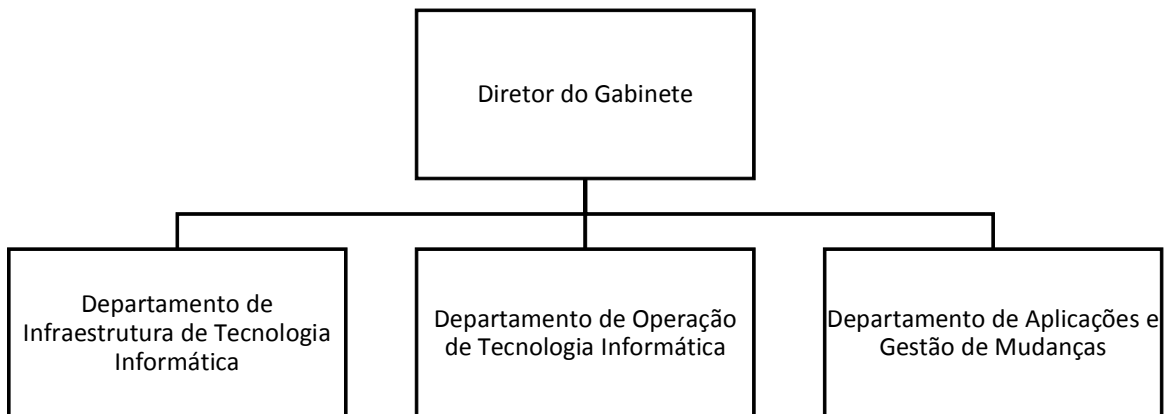 Diretor do Gabinete
Departamento de
Infraestrutura de Tecnologia
Informática
Departamento de Operação
de Tecnologia Informática
Departamento de Aplicações e
Gestão de Mudanças